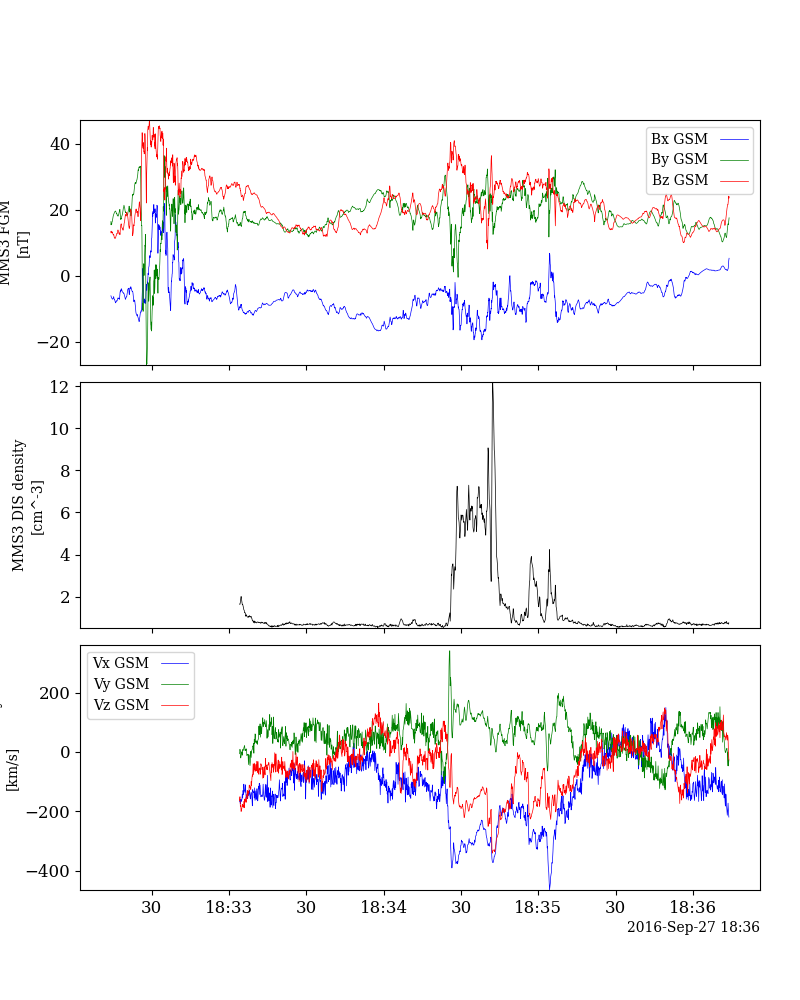 40
20
0
−20
MMS3 FGM
[nT]
Bx GSM
By GSM
Bz GSM
12
10
8
6
4
2
MMS3 DIS density
[cm^-3]
200
0
−200
−400
[km/s]
Vx GSM
Vy GSM
Vz GSM
30 18:33 30 18:34 30 18:35 30 18:36
2016-Sep-27 18:36